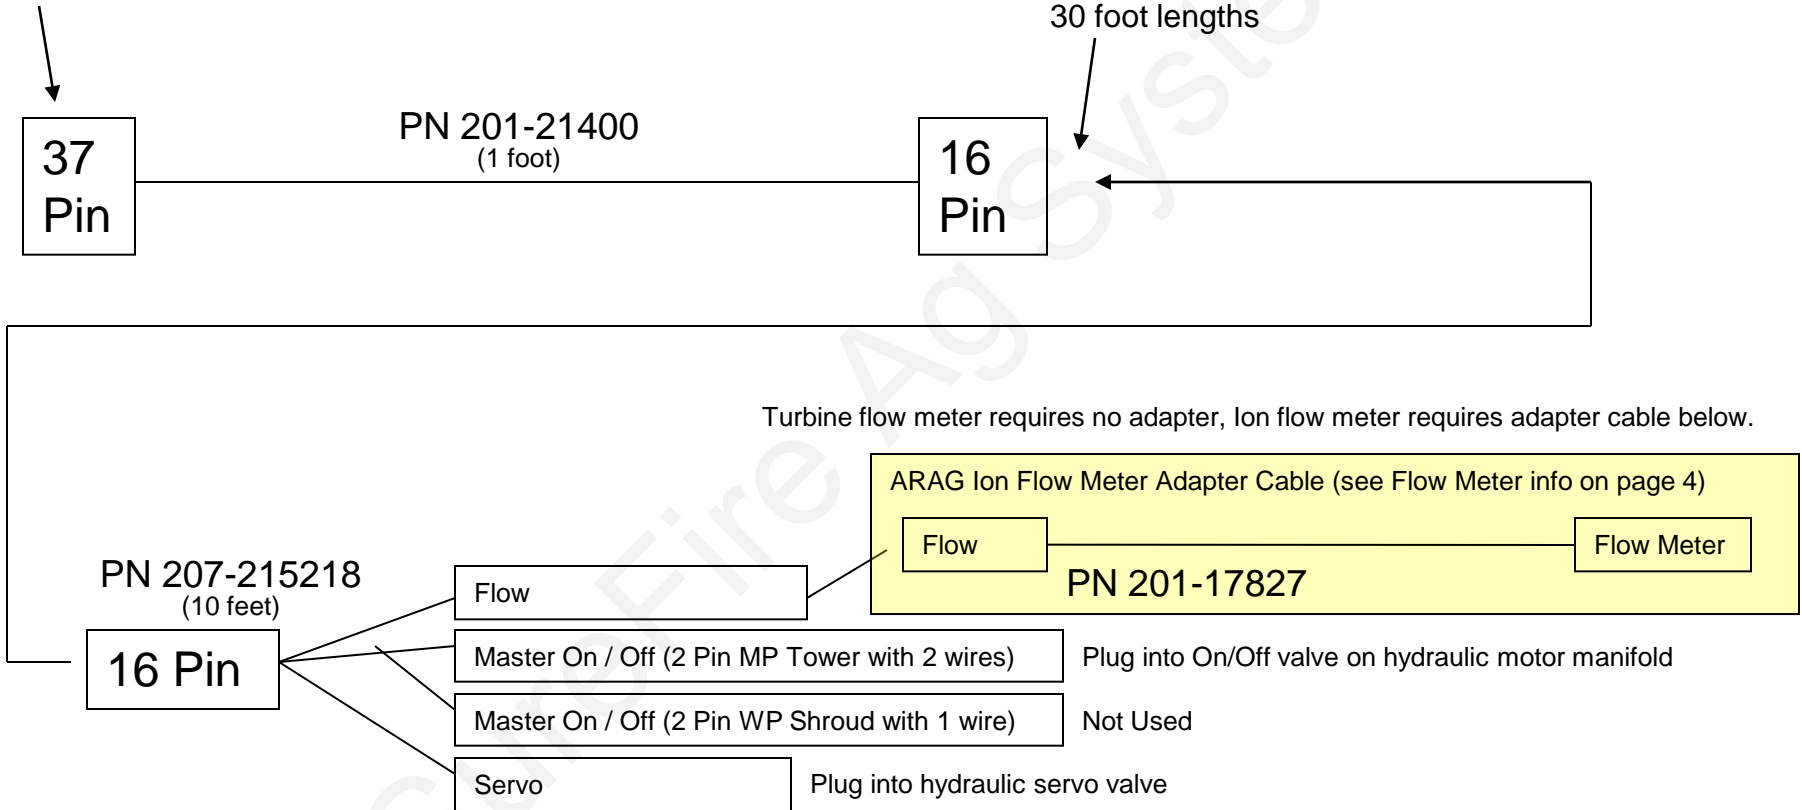 30 foot lengths
PN 201-21400
(1 foot)
37
Pin
16
Pin
Turbine flow meter requires no adapter, Ion flow meter requires adapter cable below.
ARAG Ion Flow Meter Adapter Cable (see Flow Meter info on page 4)
Flow
Flow Meter
PN 201-17827
PN 207-215218
(10 feet)
16 Pin
Flow
Master On / Off (2 Pin MP Tower with 2 wires)
Plug into On/Off valve on hydraulic motor manifold
Master On / Off (2 Pin WP Shroud with 1 wire)
Not Used
Servo
Plug into hydraulic servo valve
SureFire Ag Syste